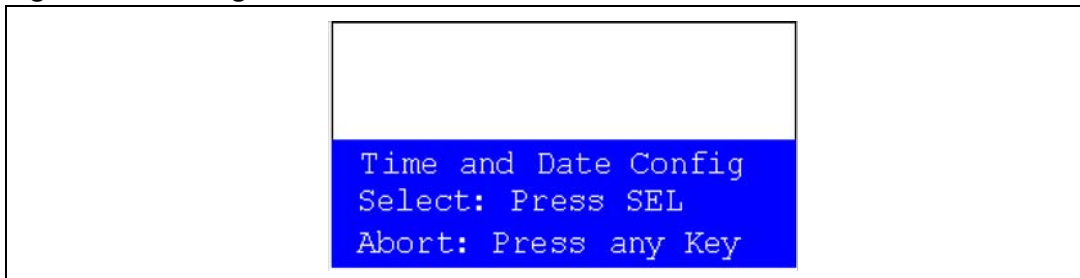 Time and Date Config
Select: Press SEL
Abort: Press any Key